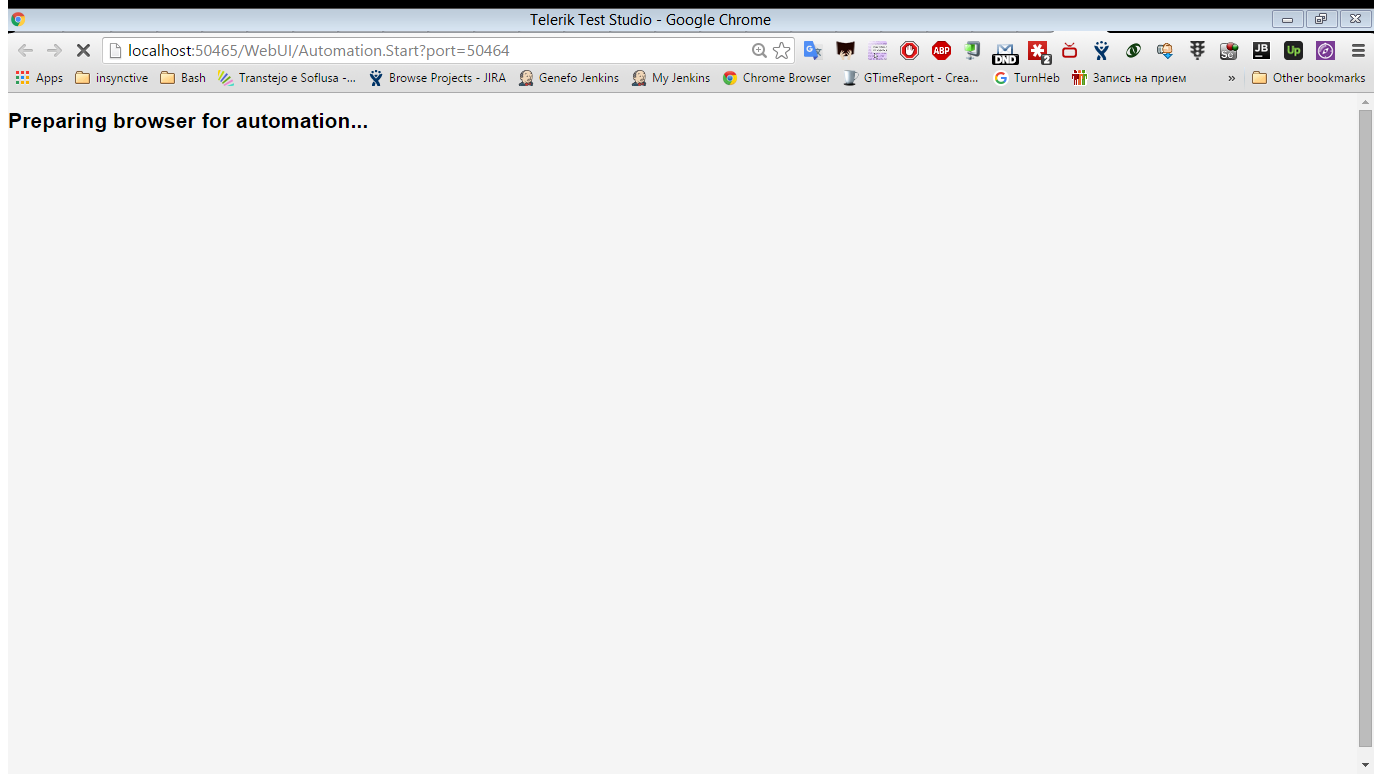 Telerik Test Studio - Google Chrome
localhost:50465/WebUI/Automation.Start?port=50464 ABP DND 2 Se JB Up
Apps insynctive Bash Transtejo e Soflusa -... Browse Projects - JIRA Genefo Jenkins My Jenkins Chrome Browser GTimeReport - Crea... TurnHeb Запись на прием » Other bookmarks
Preparing browser for automation...